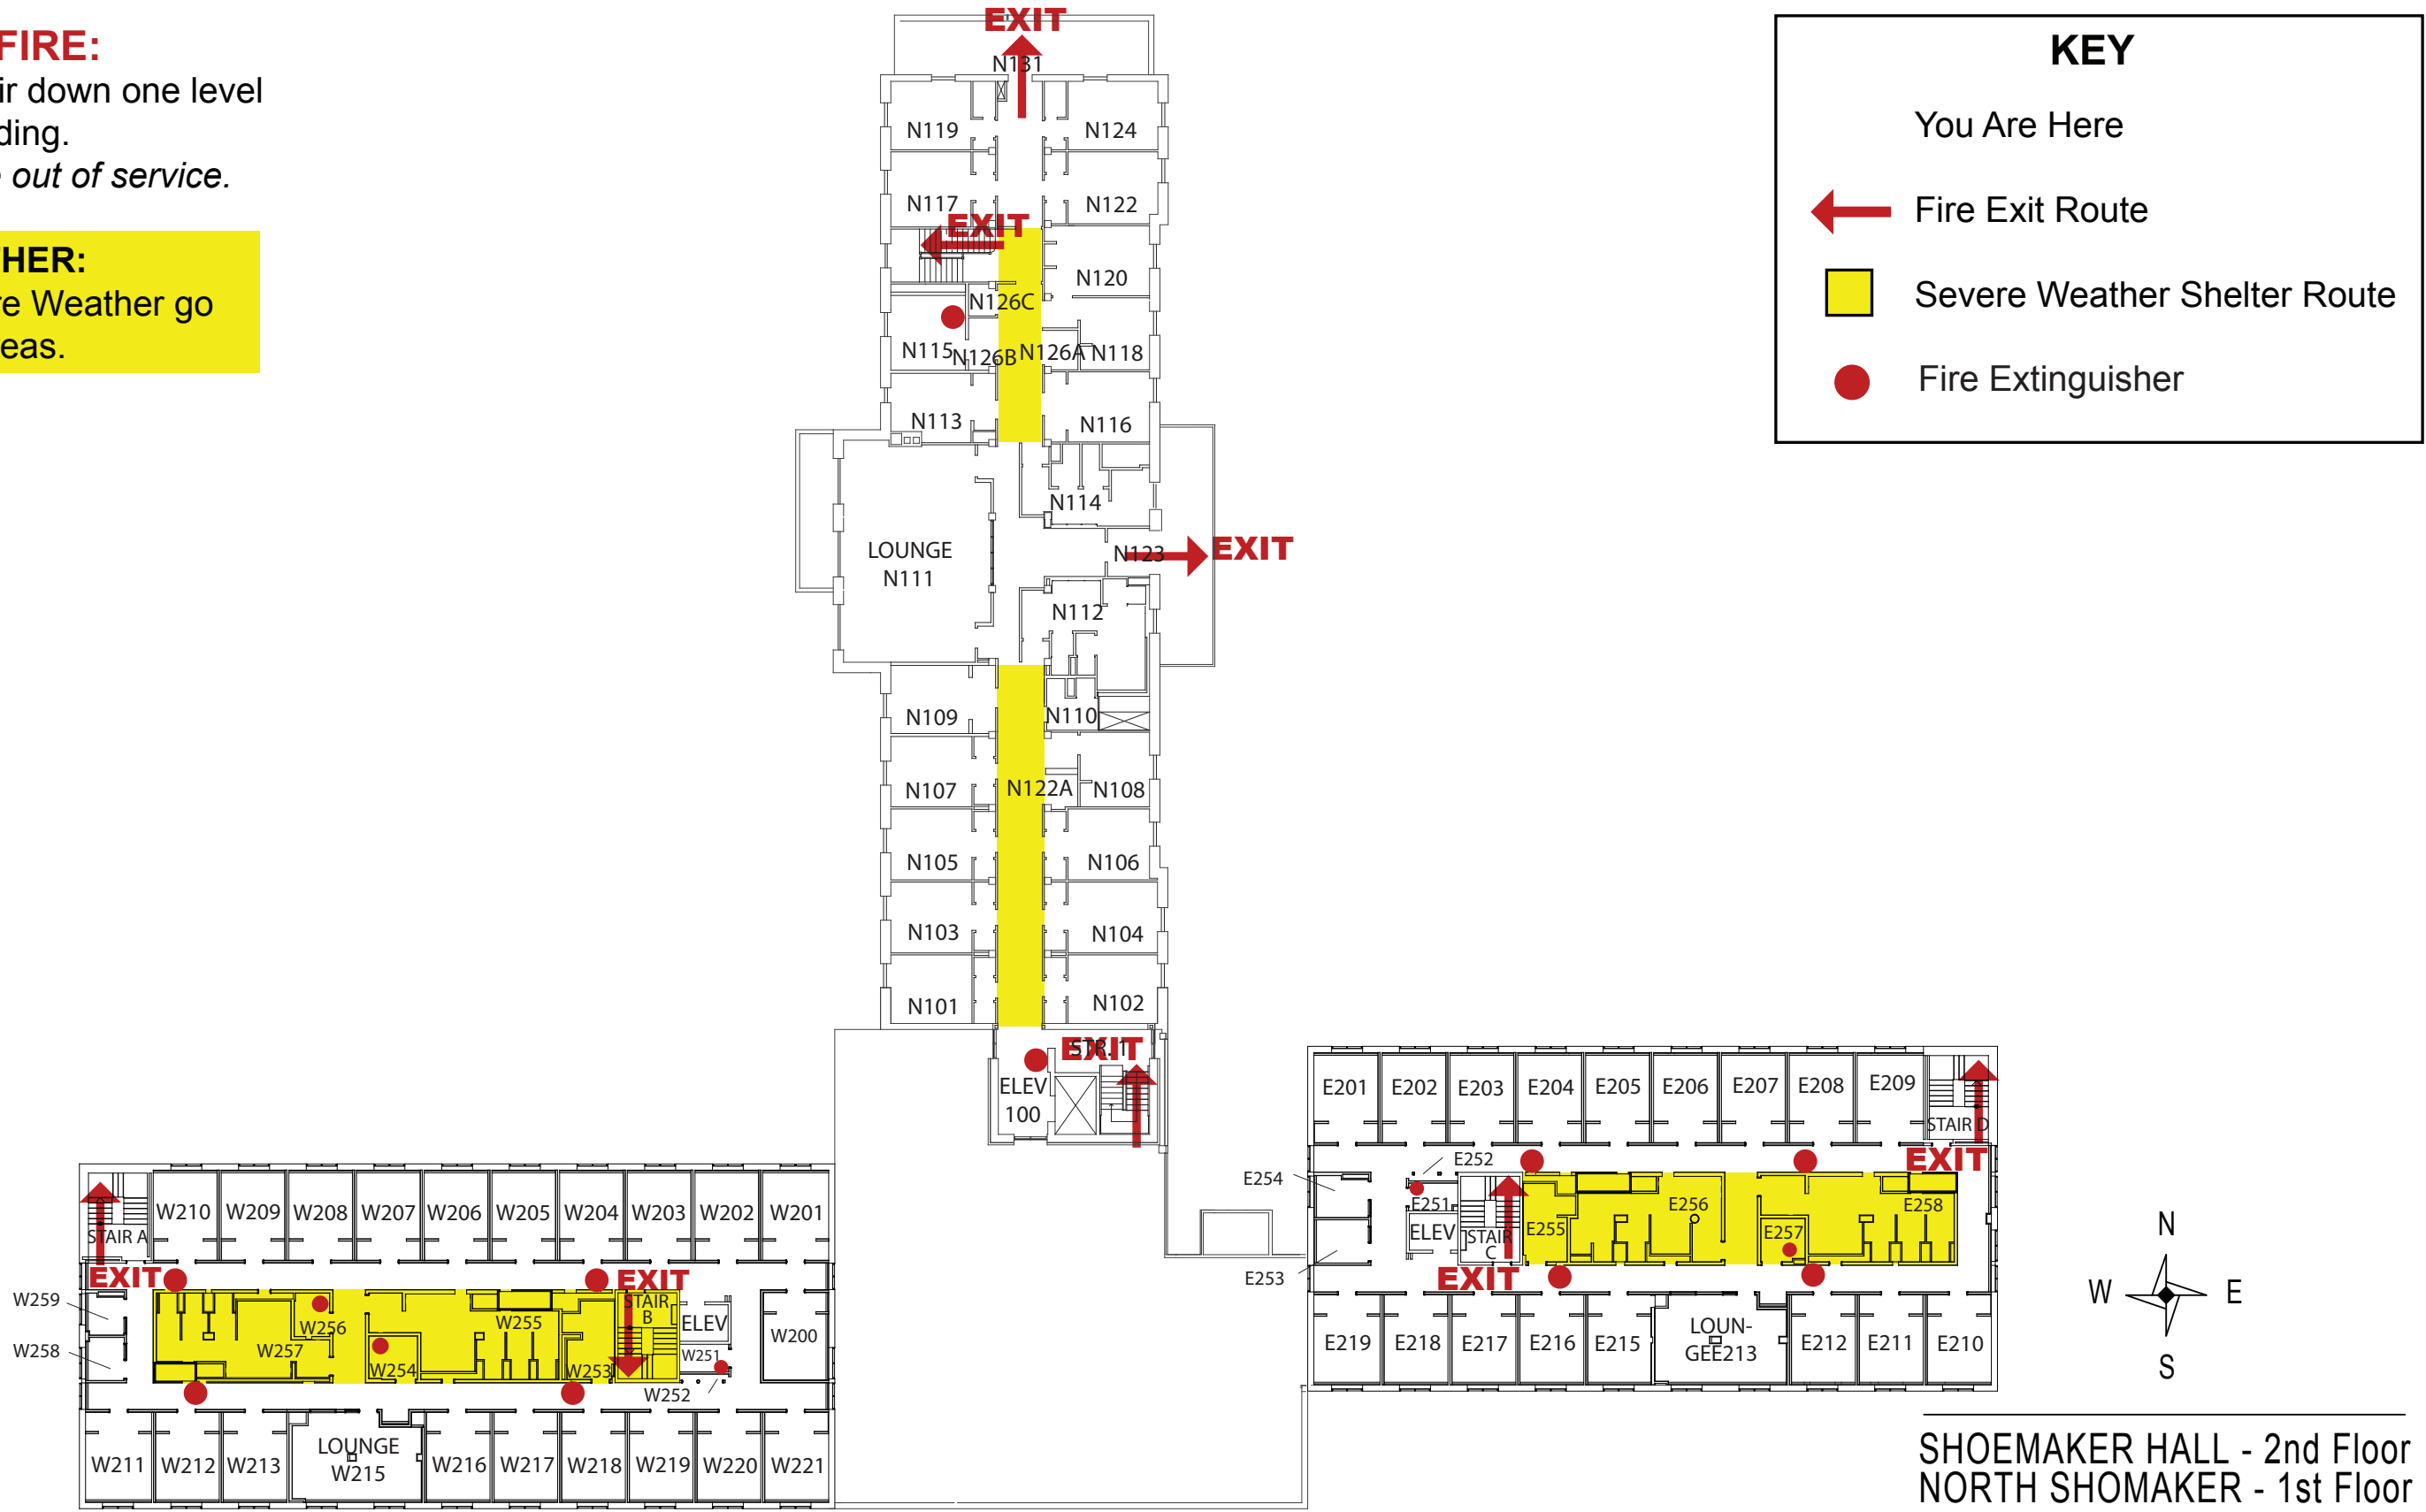 FIRE:
ir down one level
ding.
out of service.
THER:
re Weather go
eas.
KEY
You Are Here
Fire Exit Route
Severe Weather Shelter Route
Fire Extinguisher
EXIT
N131
N119
N124
N117
N122
EXIT
N120
N126C
N115
N126B
N126A
N118
N113
N116
N114
LOUNGE
N111
N123
EXIT
N112
N109
N110
N107
N122A
N108
N105
N106
N103
N104
N101
N102
STR. 1
EXIT
ELEV
100
E201
E202
E203
E204
E205
E206
E207
E208
E209
STAIR D
EXIT
E252
E254
E251
E256
E258
ELEV
STAIR
C
E255
E257
E253
EXIT
E219
E218
E217
E216
E215
LOUN-
GEE213
E212
E211
E210
W210
W209
W208
W207
W206
W205
W204
W203
W202
W201
STAIR A
EXIT
EXIT
W259
STAIR
B
ELEV
W200
W256
W255
W258
W257
W254
W253
W251
W252
W211
W212
W213
LOUNGE
W215
W216
W217
W218
W219
W220
W221
N
W E
S
SHOEMAKER HALL - 2nd Floor
NORTH SHOMAKER - 1st Floor